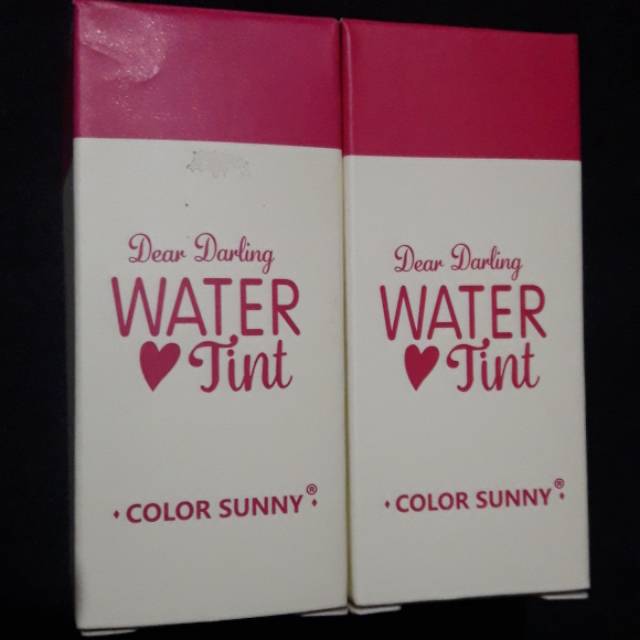 Dear Darling
WATER
Tint
COLOR SUNNY®
Dear Darling
WATER
Tint
COLOR SUNNY®